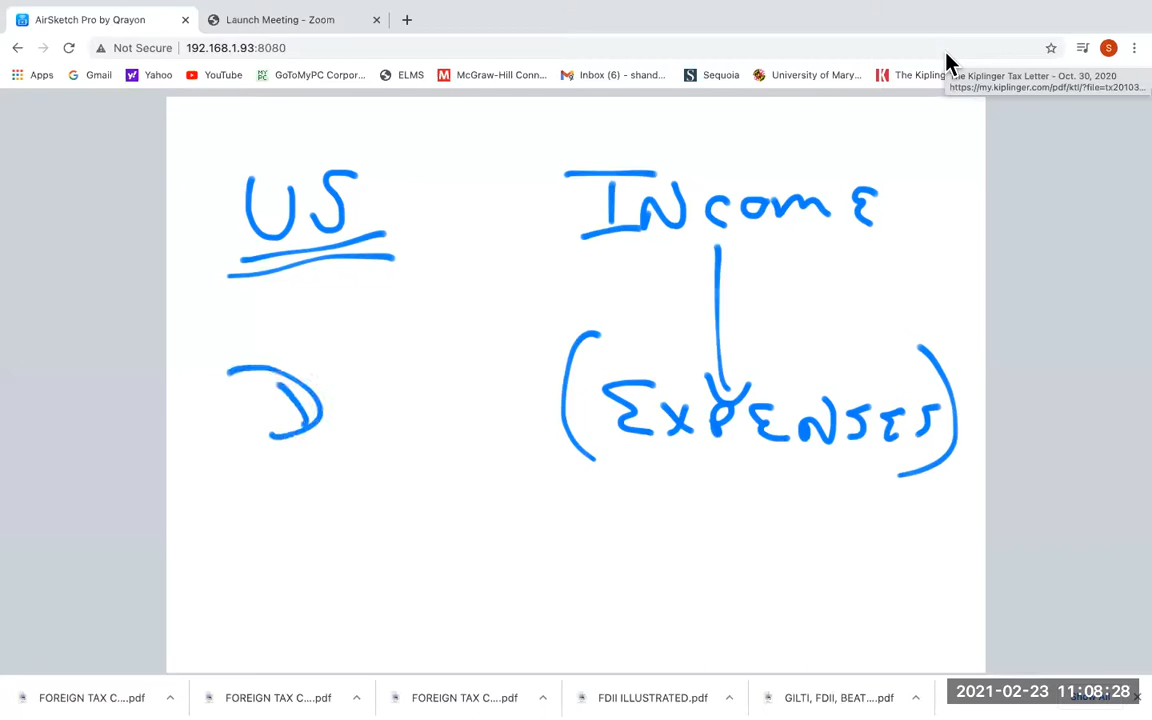 AirSketch Pro by Qrayon
Launch Meeting - Zoom
Not Secure 192.168.1.93:8080
Apps Gmail Yahoo YouTube GoToMyPC Corpor... ELMS McGraw-Hill Conn... Inbox (6) - shand... Sequoia University of Mary... The Kipling
The Kiplinger Tax Letter - Oct. 30, 2020
https://my.kiplinger.com/pdf/ktl/?file=tx20103...
US INcomE
D (ExPENSES)
FOREIGN TAX C....pdf FOREIGN TAX C....pdf FOREIGN TAX C....pdf FDII ILLUSTRATED.pdf GILTI, FDII, BEAT....pdf
2021-02-23 11:08:28